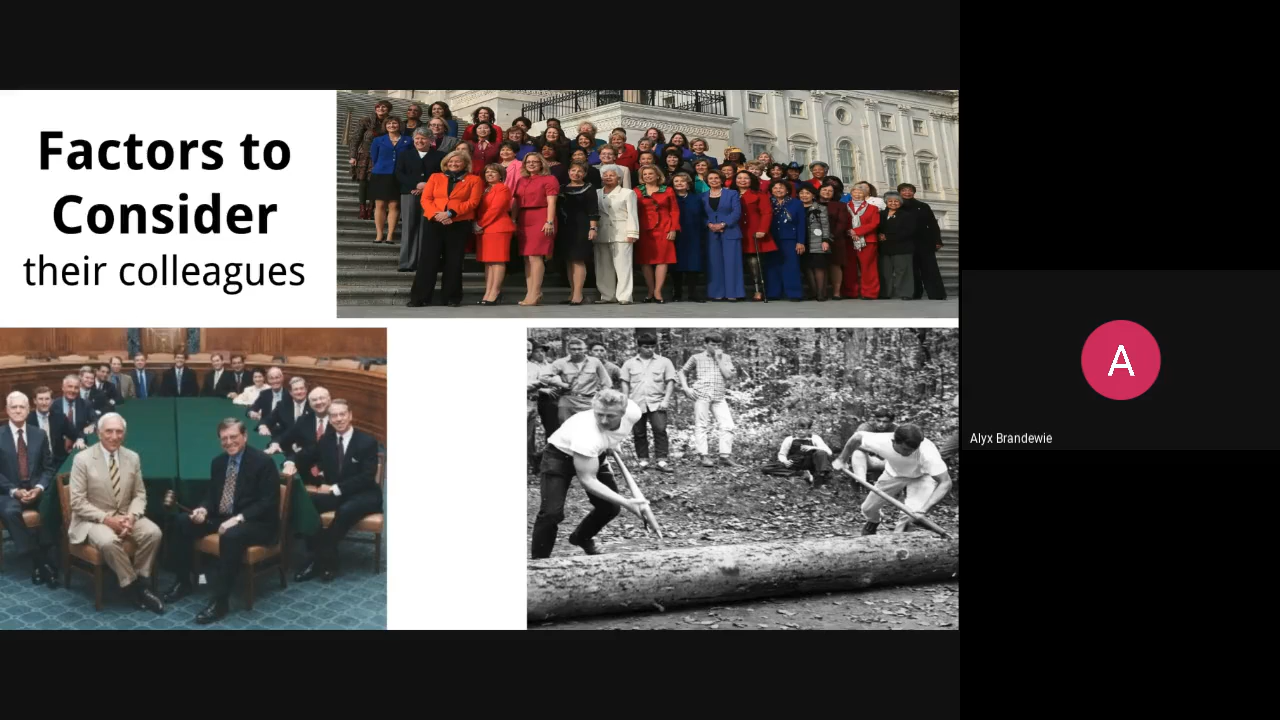 Factors to
Consider
their colleagues
A
Alyx Brandewie